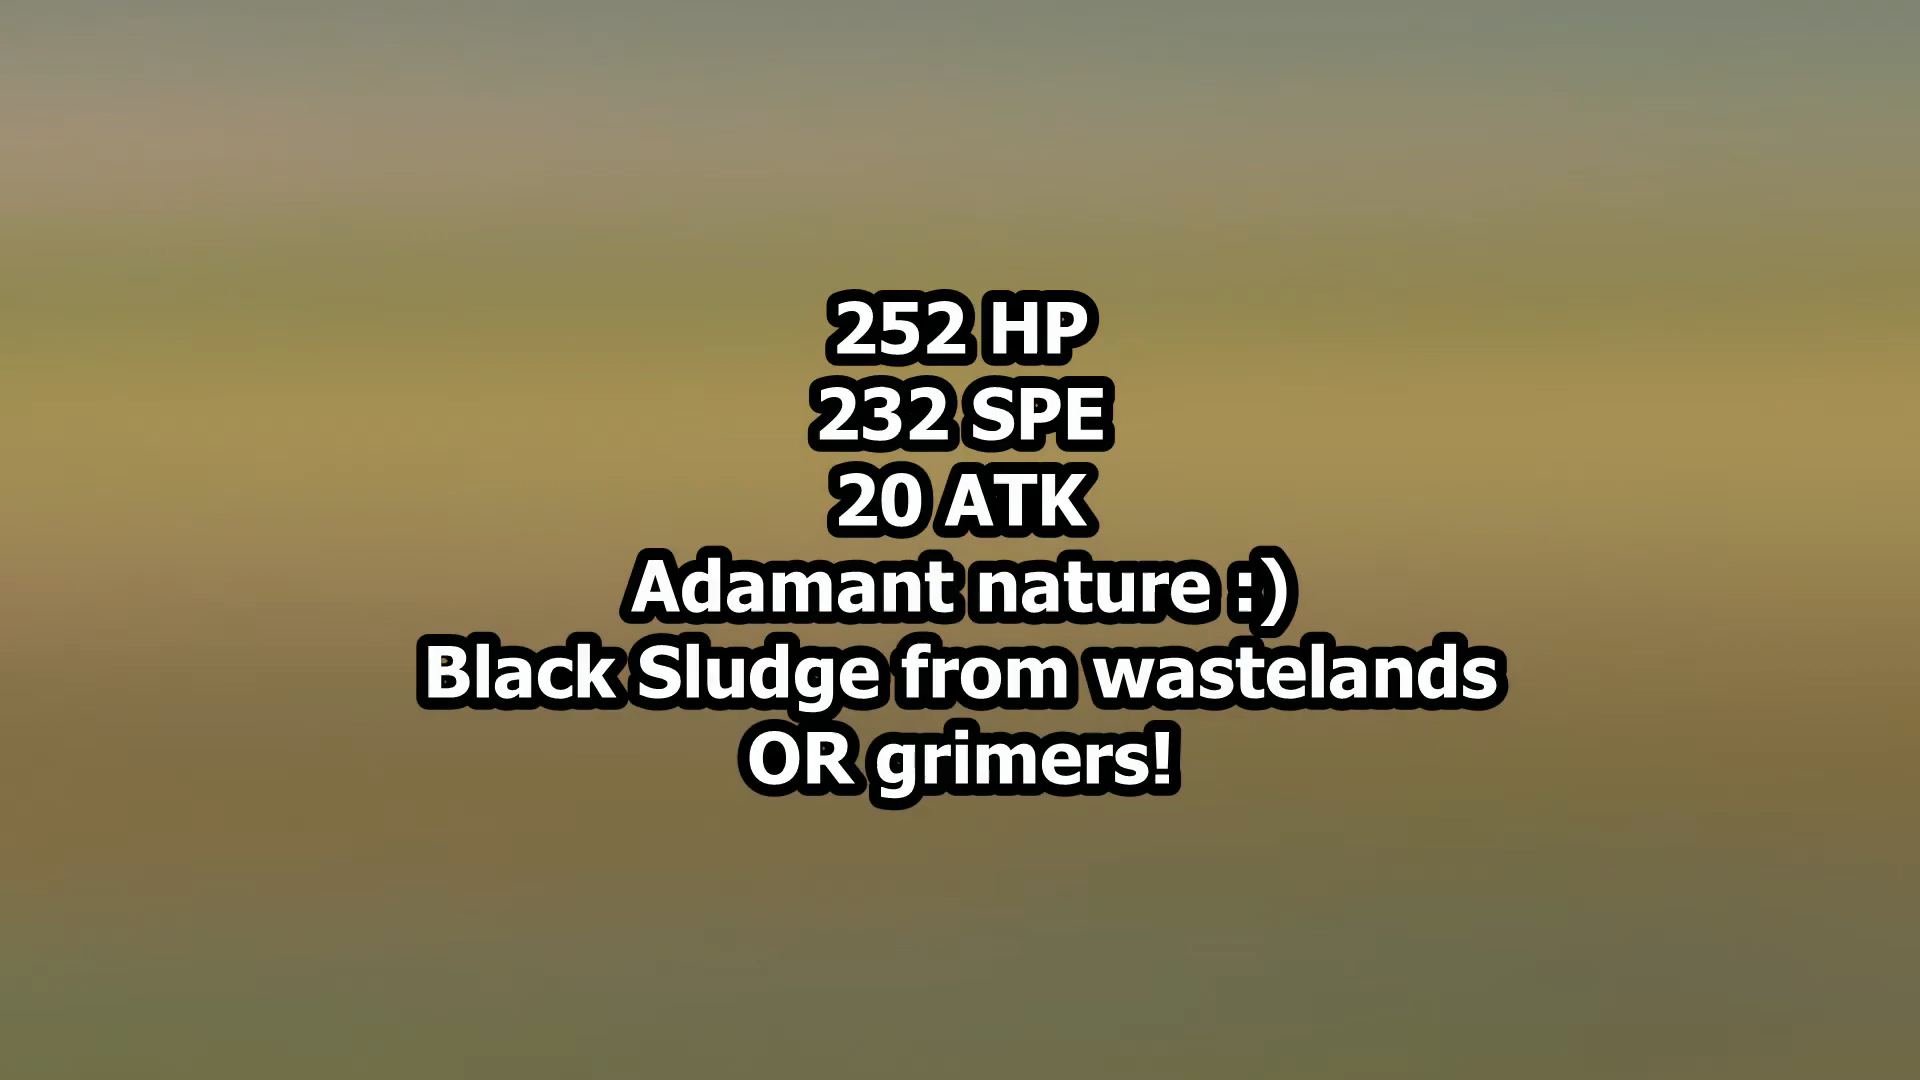 252 HP
232 SPE
20 ATK
Adamant nature :)
Black Sludge from wastelands
OR grimers!